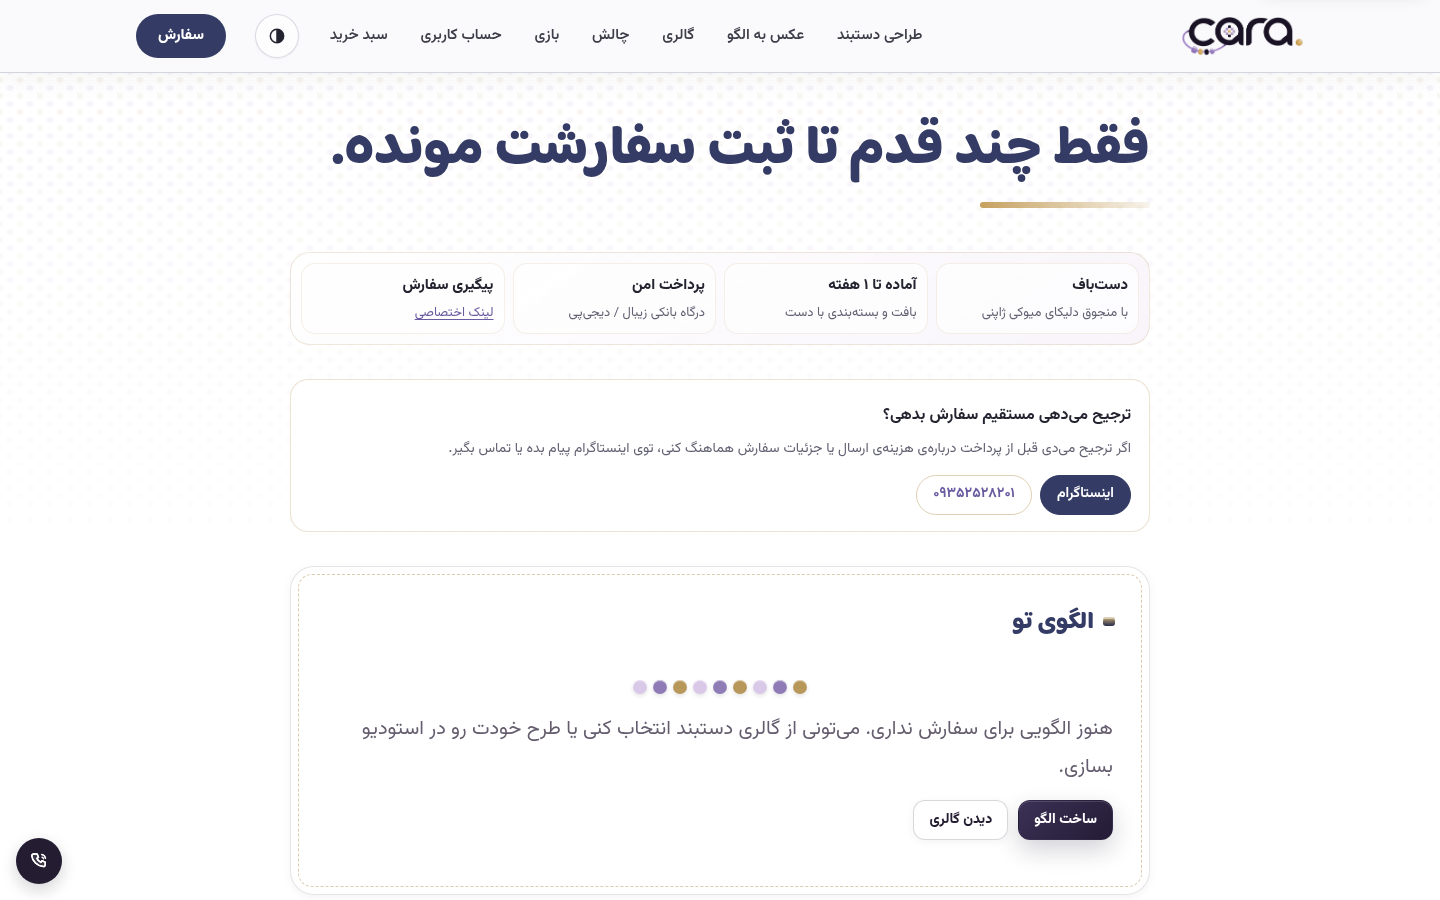 cara.
طراحی دستبند
عکس به الگو
گالری
چالش
بازی
حساب کاربری
سبد خرید
سفارش
فقط چند قدم تا ثبت سفارشت مونده.
دست‌باف
با منجوق دلیکای میوکی ژاپنی
آماده تا ۱ هفته
بافت و بسته‌بندی با دست
پرداخت امن
درگاه بانکی زیبال / دیجی‌پی
پیگیری سفارش
لینک اختصاصی
ترجیح می‌دهی مستقیم سفارش بدهی؟
اگر ترجیح می‌دی قبل از پرداخت درباره‌ی هزینه‌ی ارسال یا جزئیات سفارش هماهنگ کنی، توی اینستاگرام پیام بده یا تماس بگیر.
اینستاگرام
۰۹۳۵۲۵۲۸۲۰۱
الگوی تو
هنوز الگویی برای سفارش نداری. می‌تونی از گالری دستبند انتخاب کنی یا طرح خودت رو در استودیو
بسازی.
ساخت الگو
دیدن گالری